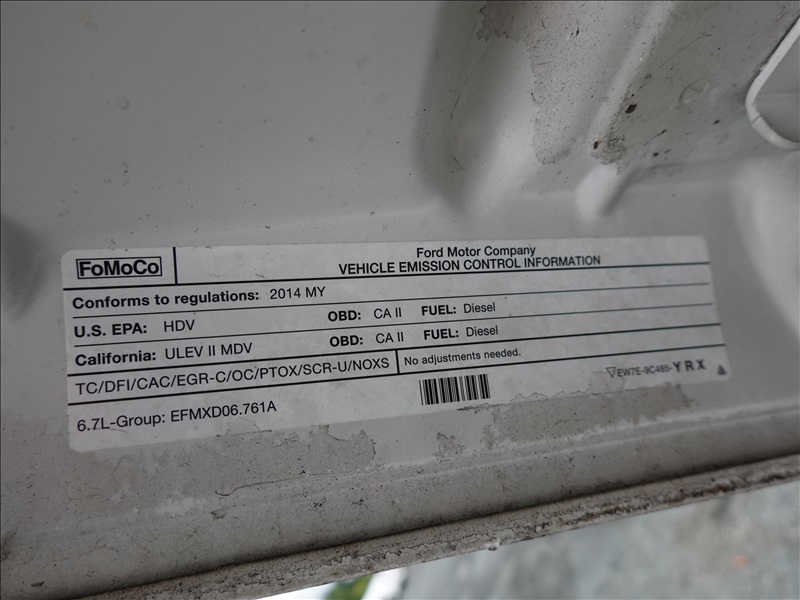 FoMoCo
Ford Motor Company
VEHICLE EMISSION CONTROL INFORMATION
Conforms to regulations: 2014 MY
U.S. EPA: HDV OBD: CA II FUEL: Diesel
California: ULEV II MDV OBD: CA II FUEL: Diesel
TC/DFI/CAC/EGR-C/OC/PTOX/SCR-U/NOXS No adjustments needed.
6.7L-Group: EFMXD06.761A
EW7E-9C485-YRX